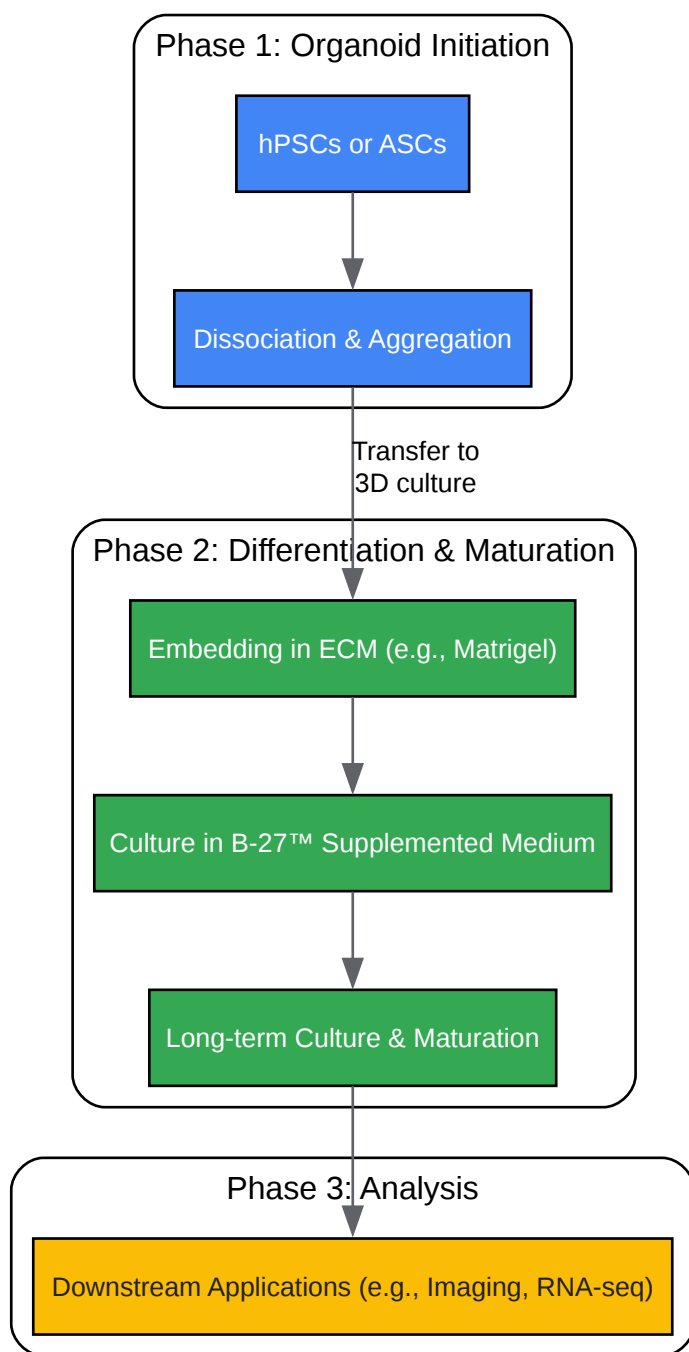 Phase 1: Organoid Initiation
hPSCs or ASCs
Dissociation & Aggregation
Transfer to
3D culture
Phase 2: Differentiation & Maturation
Embedding in ECM (e.g., Matrigel)
Culture in B-27™ Supplemented Medium
Long-term Culture & Maturation
Phase 3: Analysis
Downstream Applications (e.g., Imaging, RNA-seq)